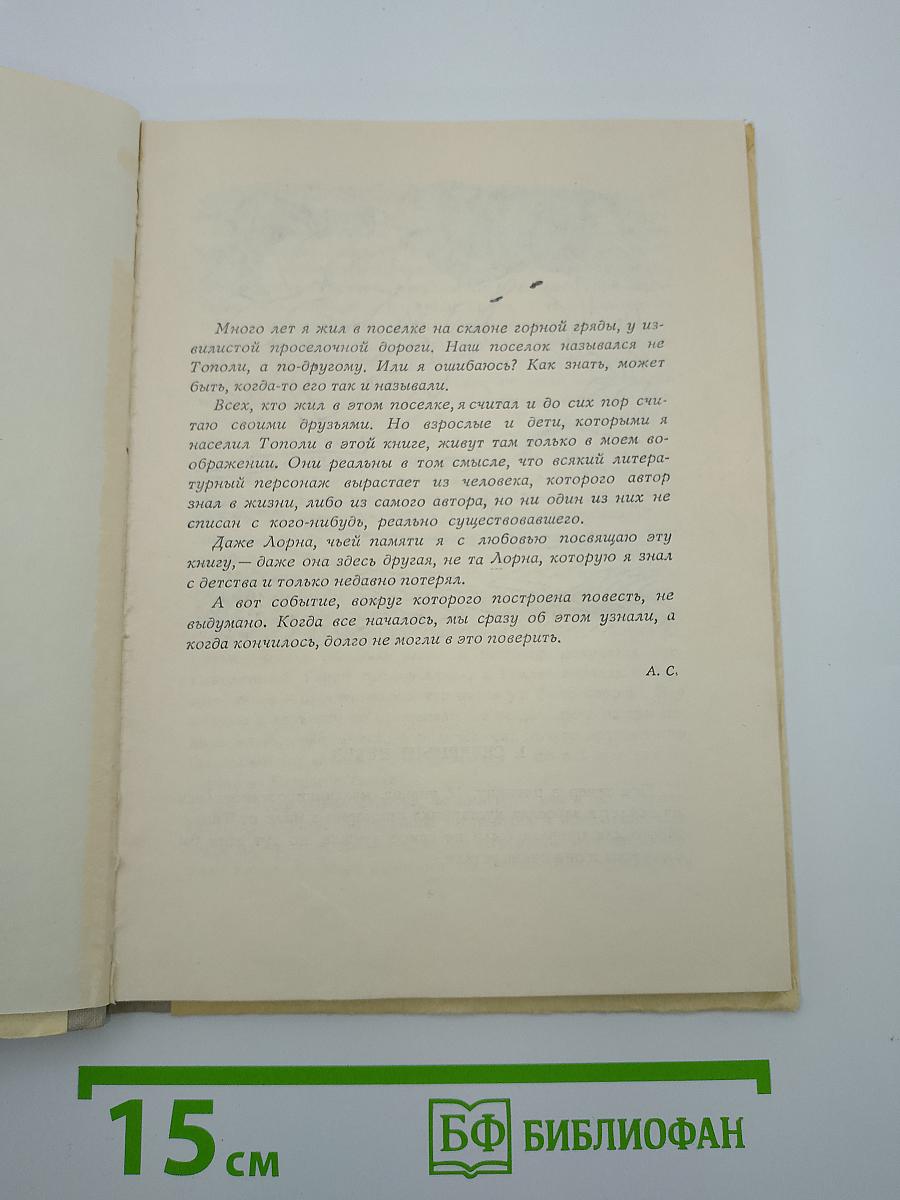 Много лет я жил в поселке на склоне горной гряды, у из-
вилистой проселочной дороги. Наш поселок назывался не
Тополи, а по-другому. Или я ошибаюсь? Как знать, может
быть, когда-то его так и называли.
Всех, кто жил в этом поселке, я считал и до сих пор счи-
таю своими друзьями. Но взрослые и дети, которыми я
населил Тополи в этой книге, живут там только в моем во-
ображении. Они реальны в том смысле, что всякий литера-
турный персонаж вырастает из человека, которого автор
знал в жизни, либо из самого автора, но ни один из них не
списан с кого-нибудь, реально существовавшего.
Даже Лорна, чьей памяти я с любовью посвящаю эту
книгу,— даже она здесь другая, не та Лорна, которую я знал
с детства и только недавно потерял.
А вот событие, вокруг которого построена повесть, не
выдумано. Когда все началось, мы сразу об этом узнали, а
когда кончилось, долго не могли в это поверить.
А. С.
15 см
БФ БИБЛИОФАН